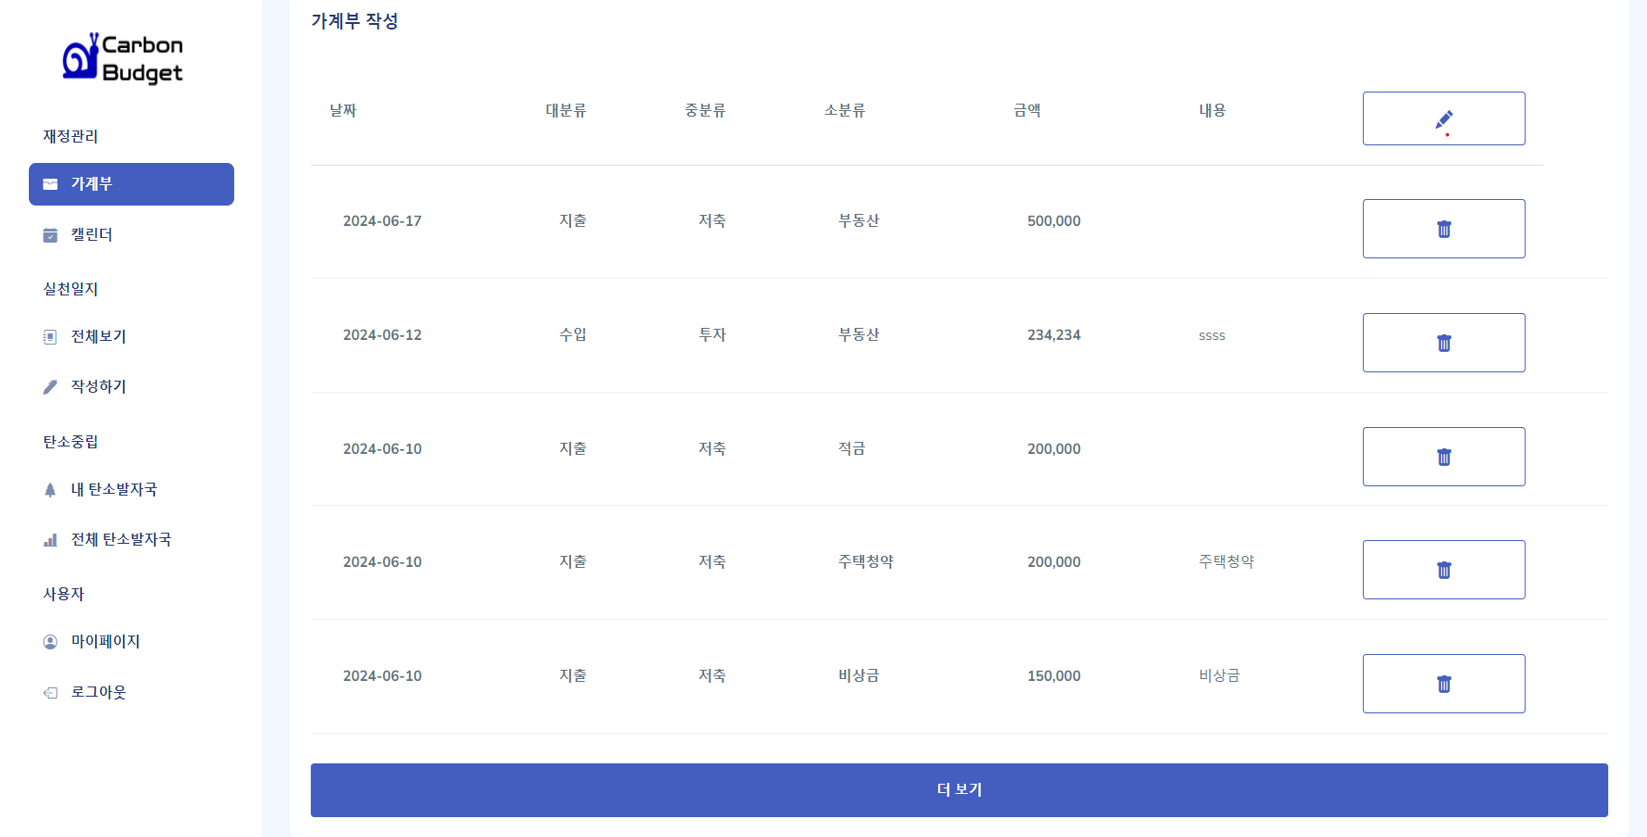 Carbon
Budget
재정관리
가계부
캘린더
실천일지
전체보기
작성하기
탄소중립
내 탄소발자국
전체 탄소발자국
사용자
마이페이지
로그아웃
가계부 작성
날짜 대분류 중분류 소분류 금액 내용
2024-06-17 지출 저축 부동산 500,000
2024-06-12 수입 투자 부동산 234,234 ssss
2024-06-10 지출 저축 적금 200,000
2024-06-10 지출 저축 주택청약 200,000 주택청약
2024-06-10 지출 저축 비상금 150,000 비상금
더 보기